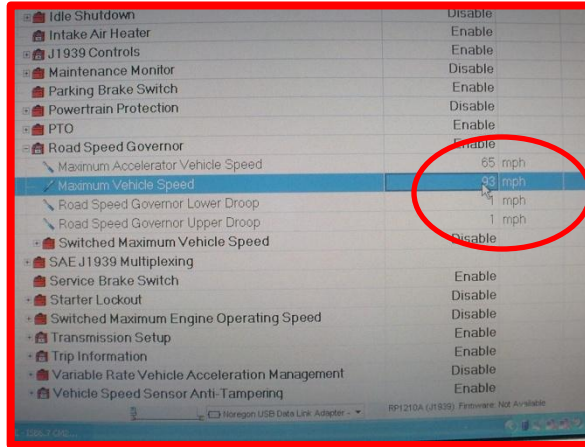 Idle Shutdown Disable
Intake Air Heater Enable
J1939 Controls Enable
Maintenance Monitor Disable
Parking Brake Switch Enable
Powertrain Protection Disable
PTO Enable
Road Speed Governor Enable
Maximum Accelerator Vehicle Speed 65 mph
Maximum Vehicle Speed 93 mph
Road Speed Governor Lower Droop 1 mph
Road Speed Governor Upper Droop 1 mph
Switched Maximum Vehicle Speed Disable
SAE J1939 Multiplexing
Service Brake Switch Enable
Starter Lockout Disable
Switched Maximum Engine Operating Speed Disable
Transmission Setup Enable
Trip Information Enable
Variable Rate Vehicle Acceleration Management Disable
Vehicle Speed Sensor Anti-Tampering Enable
Noregon USB Data Link Adapter - RP1210A (J1939) Firmware: Not Available